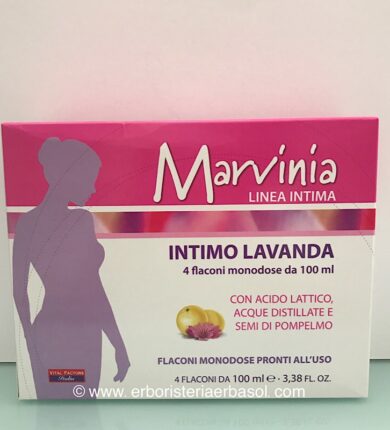 Marvinia
LINEA INTIMA
INTIMO LAVANDA
4 flaconi monodose da 100 ml
CON ACIDO LATTICO,
ACQUE DISTILLATE E
SEMI DI POMPELMO
FLACONI MONODOSE PRONTI ALL'USO
VITAL FACTORS
Italia
4 FLACONI DA 100 ml ℮ - 3,38 FL. OZ.
© www.erboristeriaerbasol.com